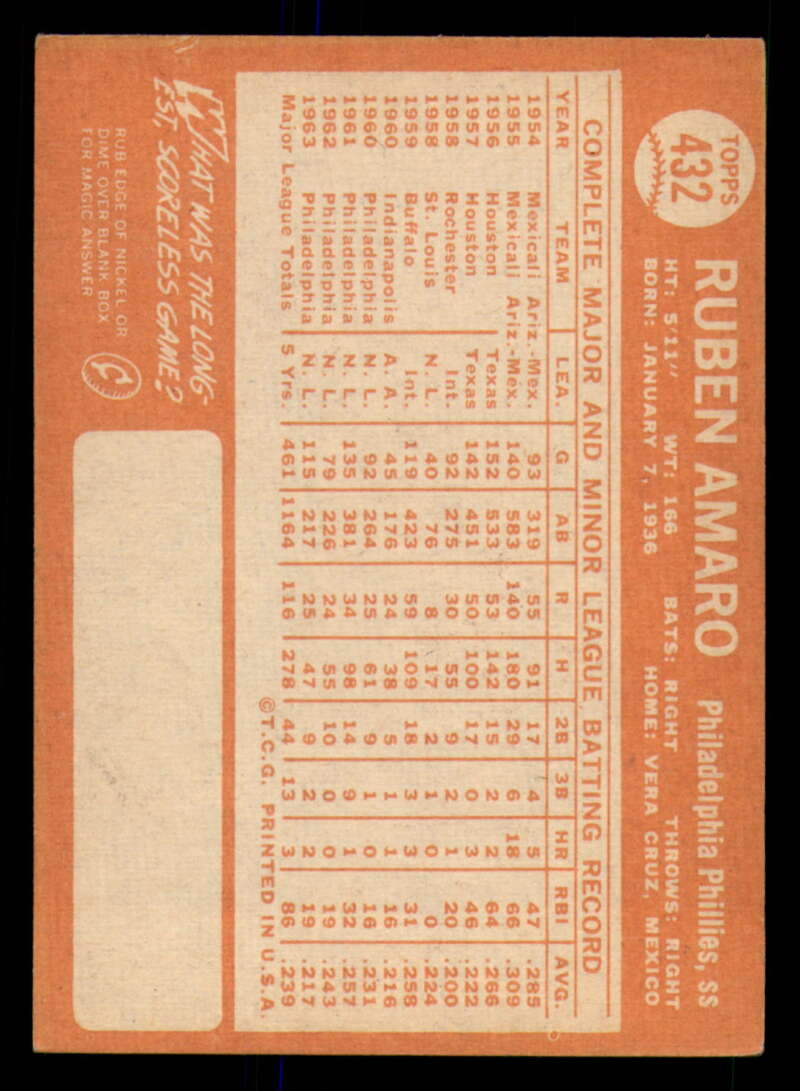 TOPPS
432
RUBEN AMARO Philadelphia Phillies, SS
HT: 5'11" WT: 166 BATS: RIGHT THROWS: RIGHT
BORN: JANUARY 7, 1936 HOME: VERA CRUZ, MEXICO
COMPLETE MAJOR AND MINOR LEAGUE BATTING RECORD
YEAR TEAM LEA. G AB R H 2B 3B HR RBI AVG.
1954 Mexicali Ariz.-Mex. 93 319 55 91 17 4 5 47 .285
1955 Mexicali Ariz.-Mex. 140 583 140 180 29 6 18 66 .309
1956 Houston Texas 152 533 53 142 15 2 2 64 .266
1957 Houston Texas 142 451 50 100 17 0 3 46 .222
1958 Rochester Int. 92 275 30 55 9 2 1 20 .200
1958 St. Louis N. L. 40 76 8 17 2 1 0 0 .224
1959 Buffalo Int. 119 423 59 109 18 3 3 31 .258
1960 Indianapolis A. A. 45 176 24 38 5 1 1 16 .216
1960 Philadelphia N. L. 92 264 25 61 9 1 0 16 .231
1961 Philadelphia N. L. 135 381 34 98 14 9 1 32 .257
1962 Philadelphia N. L. 79 226 24 55 10 0 0 19 .243
1963 Philadelphia N. L. 115 217 25 47 9 2 2 19 .217
Major League Totals 5 Yrs. 461 1164 116 278 44 13 3 86 .239
©T.C.G. PRINTED IN U.S.A.
WHAT WAS THE LONG-
EST, SCORELESS GAME?
RUB EDGE OF NICKEL OR
DIME OVER BLANK BOX
FOR MAGIC ANSWER